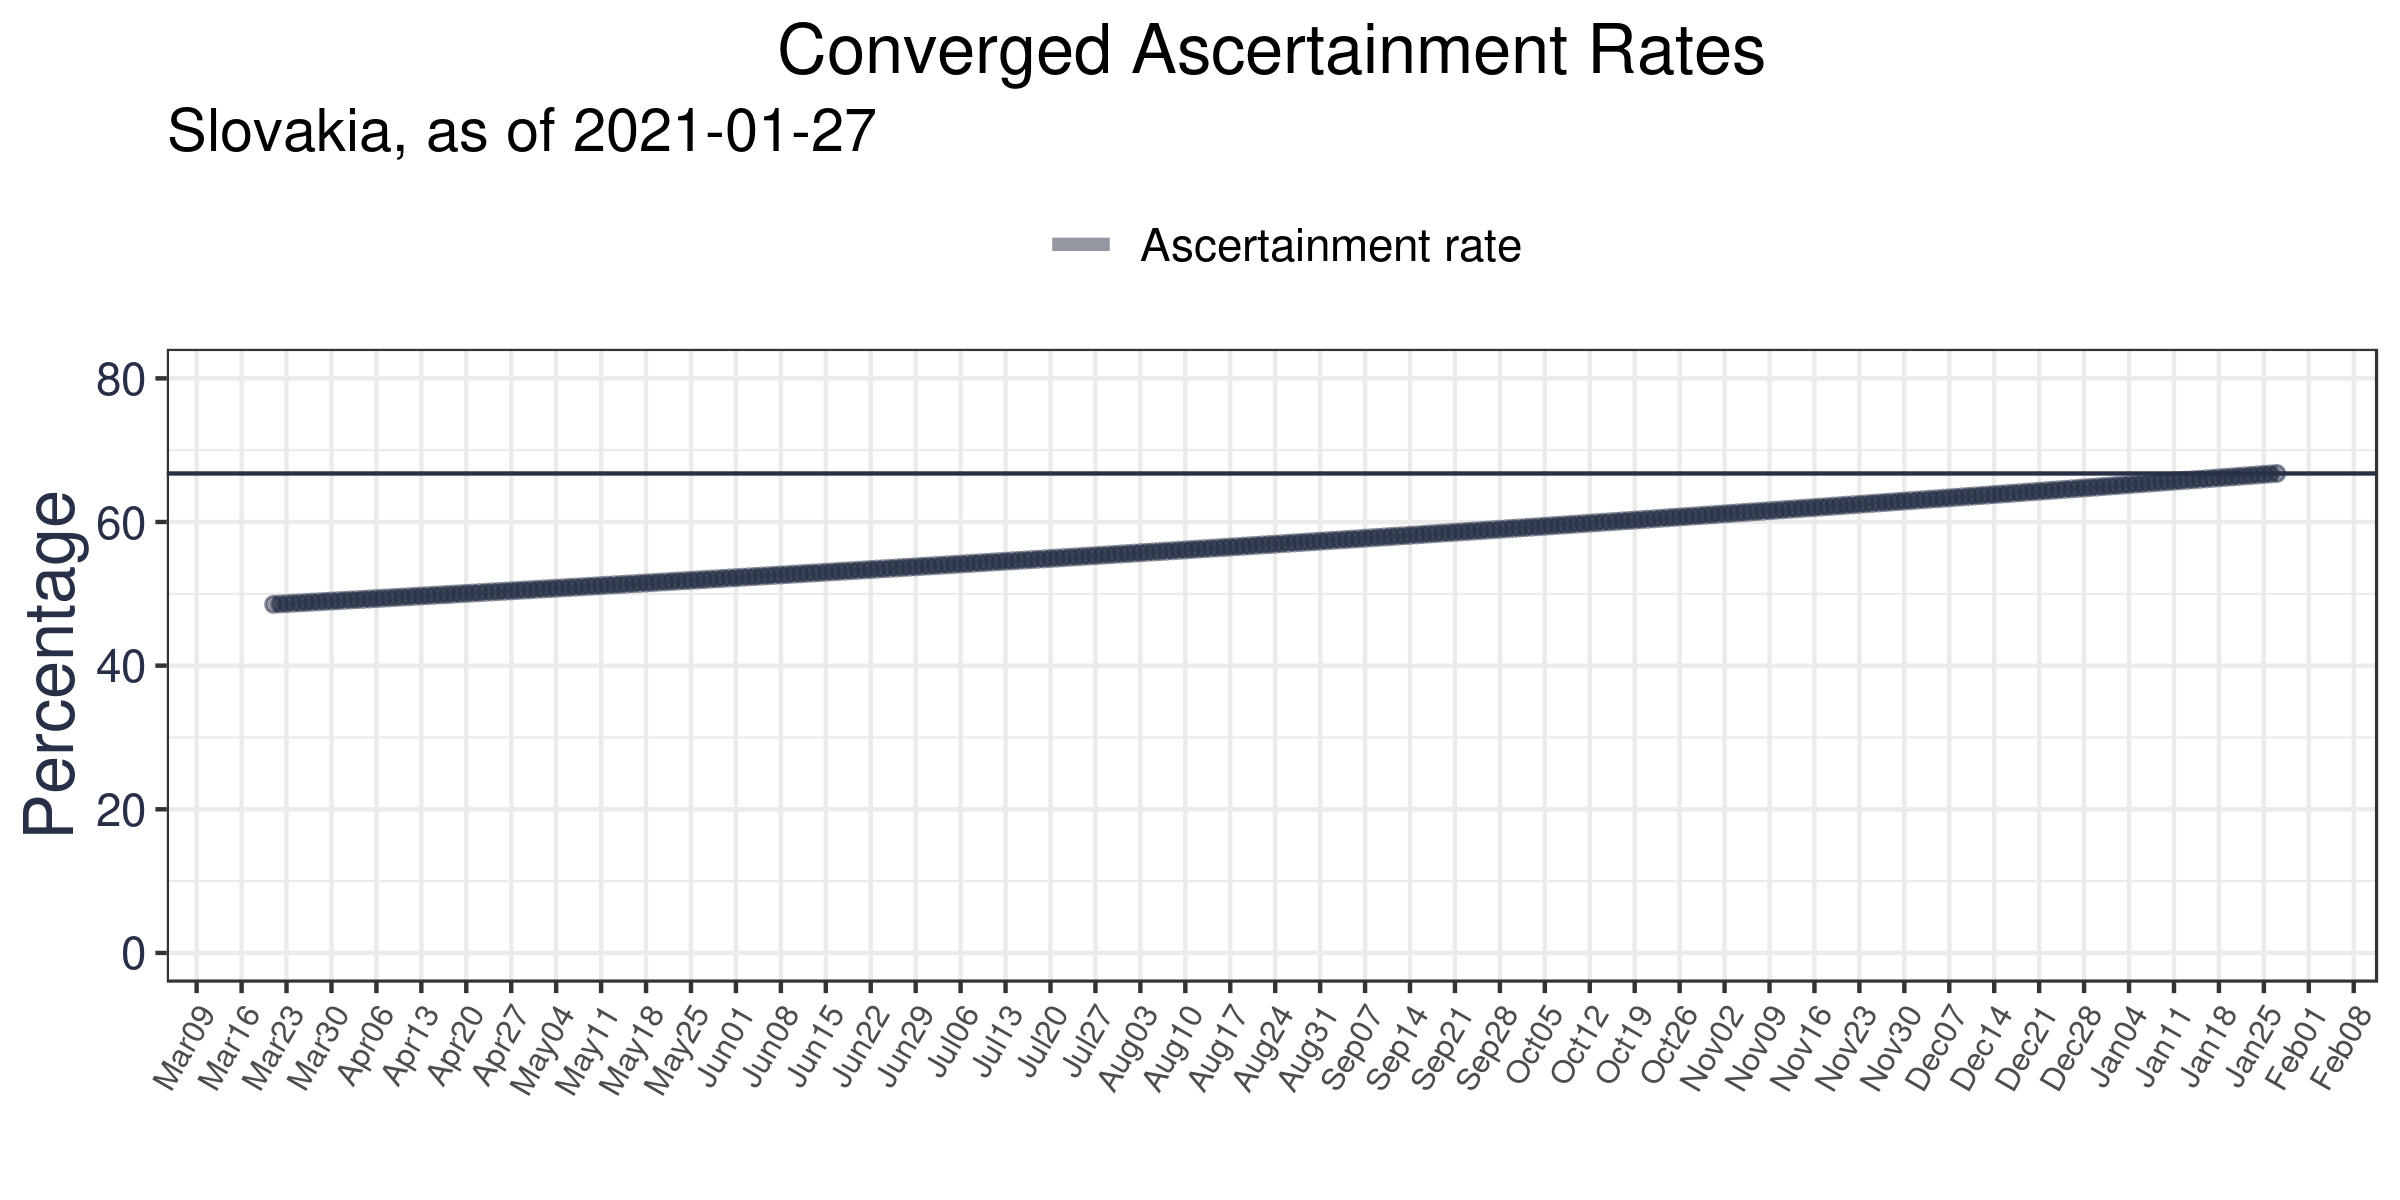 Converged Ascertainment Rates
Slovakia, as of 2021-01-27
Ascertainment rate
Percentage
80
60
40
20
0
Mar09 Mar16 Mar23 Mar30 Apr06 Apr13 Apr20 Apr27 May04 May11 May18 May25 Jun01 Jun08 Jun15 Jun22 Jun29 Jul06 Jul13 Jul20 Jul27 Aug03 Aug10 Aug17 Aug24 Aug31 Sep07 Sep14 Sep21 Sep28 Oct05 Oct12 Oct19 Oct26 Nov02 Nov09 Nov16 Nov23 Nov30 Dec07 Dec14 Dec21 Dec28 Jan04 Jan11 Jan18 Jan25 Feb01 Feb08